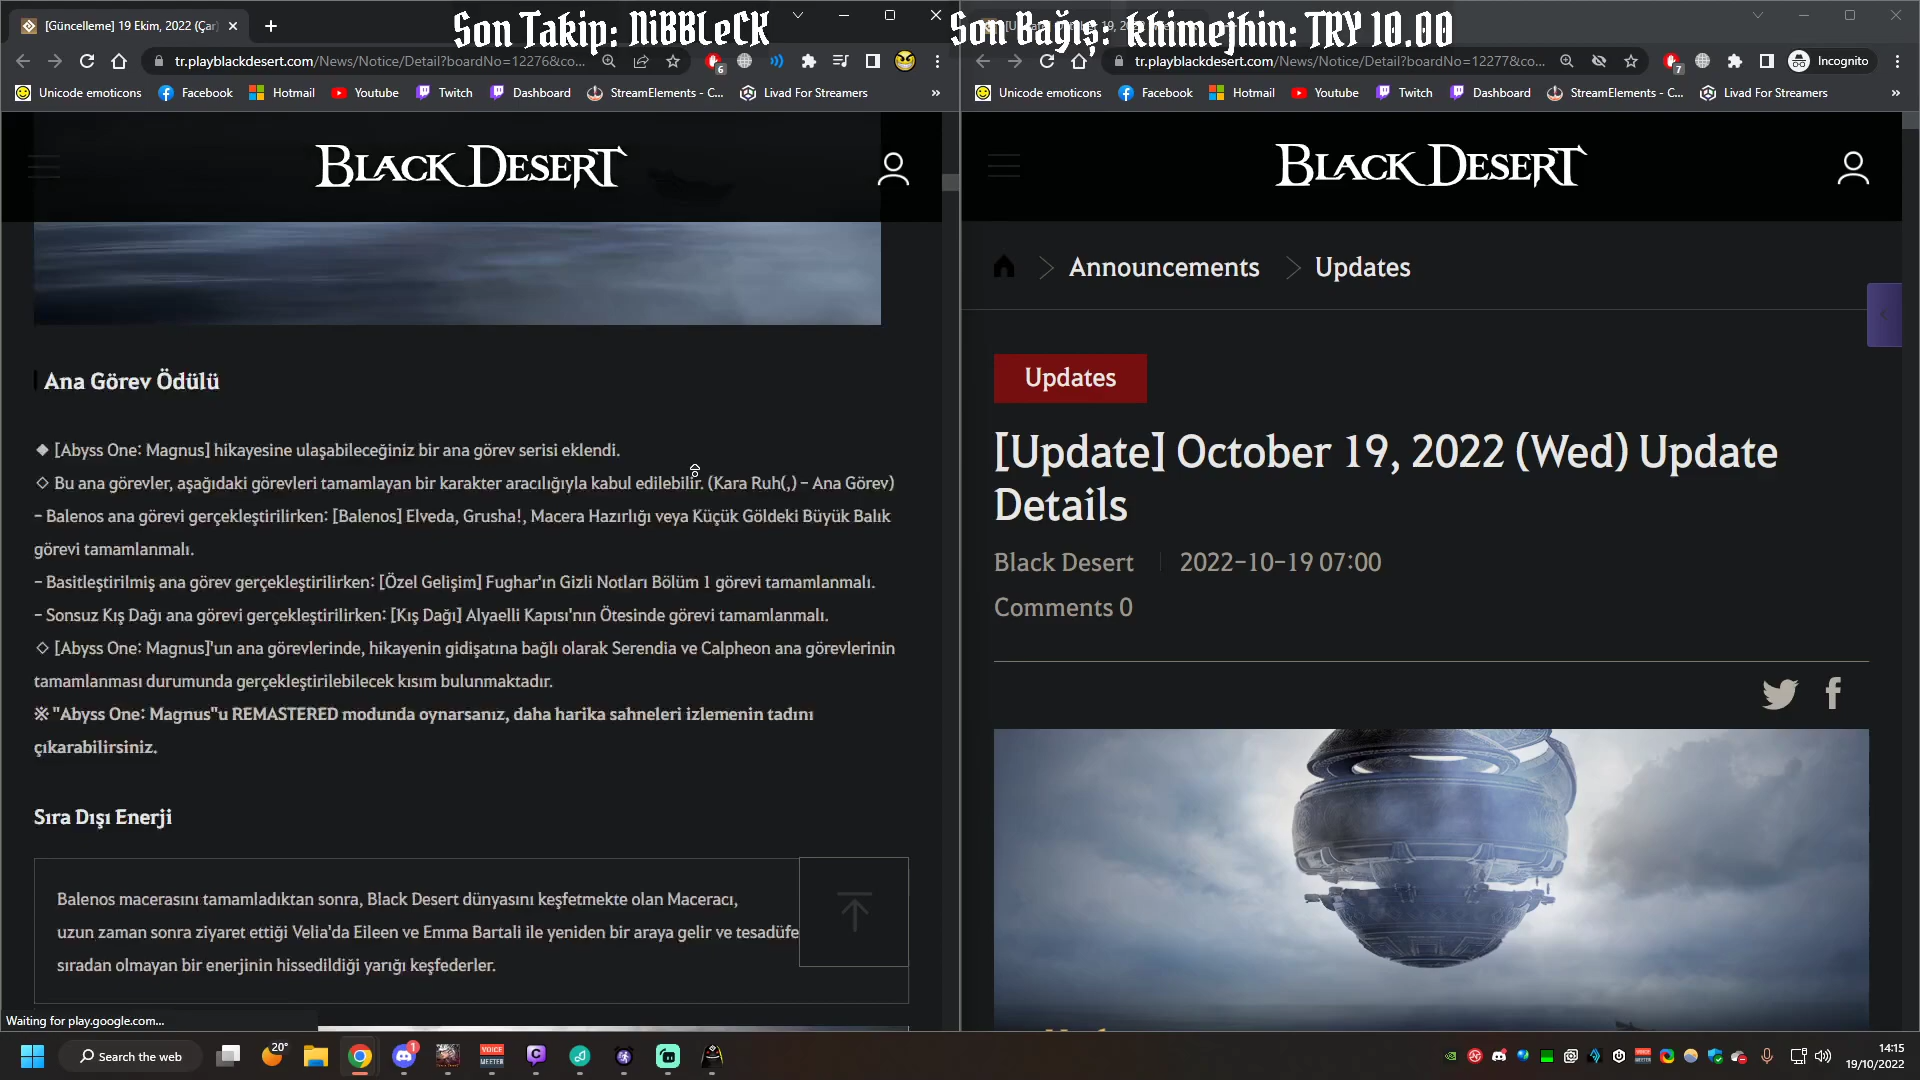 Son Takip: NiBBLeCK
Son Bağış: khimejhin: TRY 10.00
[Güncelleme] 19 Ekim, 2022 (Çar)
tr.playblackdesert.com/News/Notice/Detail?boardNo=12276&co...
6
Unicode emoticons
Facebook
Hotmail
Youtube
Twitch
Dashboard
StreamElements - C...
Livad For Streamers
»
BLACK DESERT
Ana Görev Ödülü
◆ [Abyss One: Magnus] hikayesine ulaşabileceğiniz bir ana görev serisi eklendi.
◇ Bu ana görevler, aşağıdaki görevleri tamamlayan bir karakter aracılığıyla kabul edilebilir. (Kara Ruh(,) – Ana Görev)
– Balenos ana görevi gerçekleştirilirken: [Balenos] Elveda, Grusha!, Macera Hazırlığı veya Küçük Göldeki Büyük Balık
görevi tamamlanmalı.
– Basitleştirilmiş ana görev gerçekleştirilirken: [Özel Gelişim] Fughar'ın Gizli Notları Bölüm 1 görevi tamamlanmalı.
– Sonsuz Kış Dağı ana görevi gerçekleştirilirken: [Kış Dağı] Alyaelli Kapısı'nın Ötesinde görevi tamamlanmalı.
◇ [Abyss One: Magnus]'un ana görevlerinde, hikayenin gidişatına bağlı olarak Serendia ve Calpheon ana görevlerinin
tamamlanması durumunda gerçekleştirilebilecek kısım bulunmaktadır.
※ "Abyss One: Magnus"u REMASTERED modunda oynarsanız, daha harika sahneleri izlemenin tadını
çıkarabilirsiniz.
Sıra Dışı Enerji
Balenos macerasını tamamladıktan sonra, Black Desert dünyasını keşfetmekte olan Maceracı,
uzun zaman sonra ziyaret ettiği Velia'da Eileen ve Emma Bartali ile yeniden bir araya gelir ve tesadüfe
sıradan olmayan bir enerjinin hissedildiği yarığı keşfederler.
Waiting for play.google.com...
tr.playblackdesert.com/News/Notice/Detail?boardNo=12277&co...
7
Incognito
Unicode emoticons
Facebook
Hotmail
Youtube
Twitch
Dashboard
StreamElements - C...
Livad For Streamers
»
BLACK DESERT
Announcements
Updates
Updates
[Update] October 19, 2022 (Wed) Update
Details
Black Desert
2022-10-19 07:00
Comments 0
Search the web
20°
1
VOICE
MEETER
14:15
19/10/2022